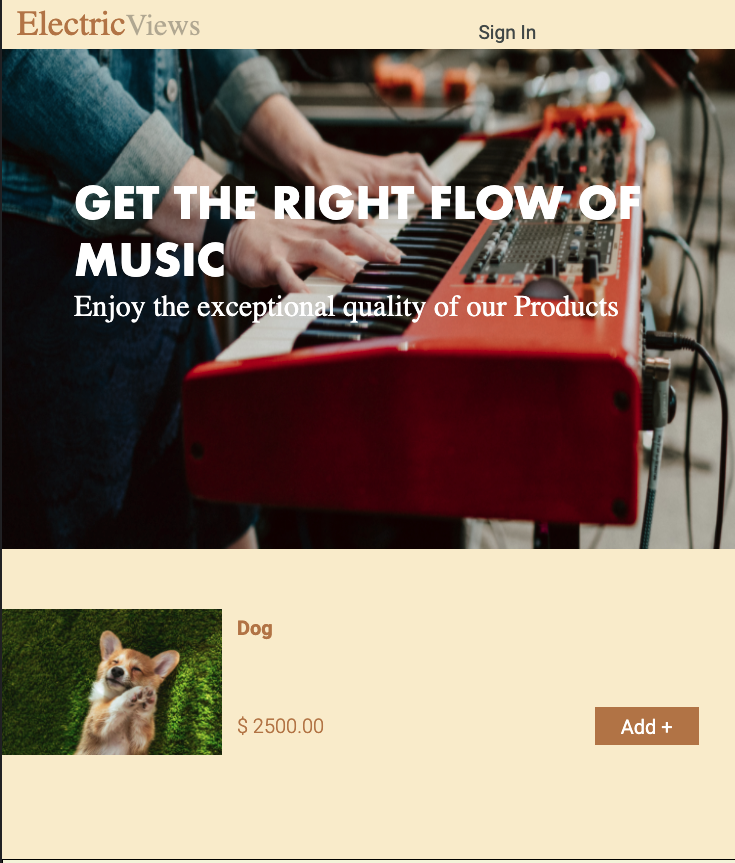 ElectricViews
Sign In
GET THE RIGHT FLOW OF
MUSIC
Enjoy the exceptional quality of our Products
Dog
$ 2500.00
Add +